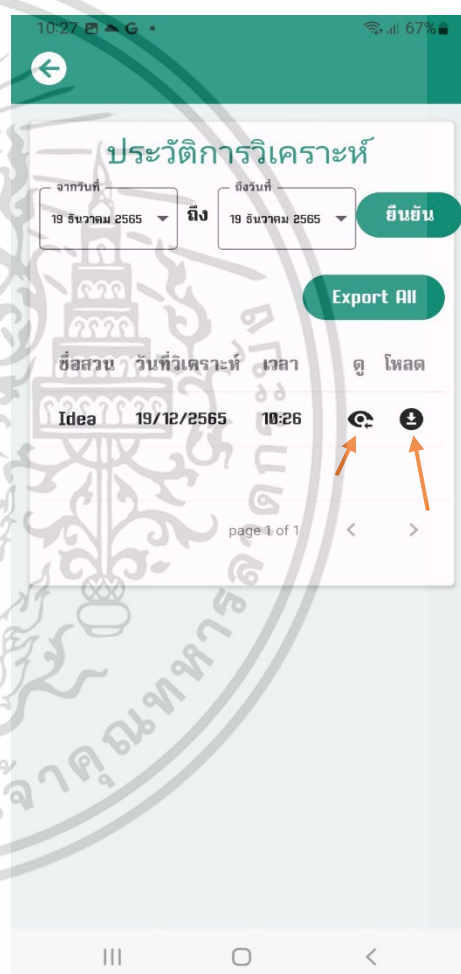 10:27 G • 67%
ประวัติการวิเคราะห์
จากวันที่ ถึงวันที่
19 ธันวาคม 2565 ถึง 19 ธันวาคม 2565 ยืนยัน
Export All
ชื่อสวน วันที่วิเคราะห์ เวลา ดู โหลด
Idea 19/12/2565 10:26
page 1 of 1 < >